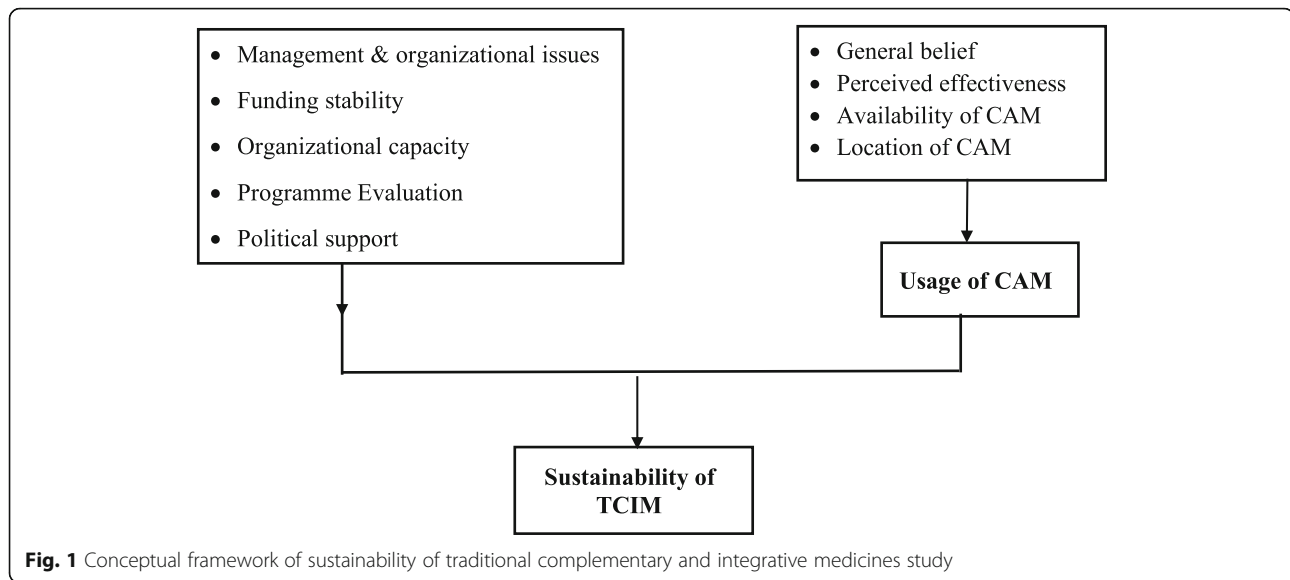 • Management & organizational issues
• Funding stability
• Organizational capacity
• Programme Evaluation
• Political support
• General belief
• Perceived effectiveness
• Availability of CAM
• Location of CAM
Usage of CAM
Sustainability of
TCIM
Fig. 1 Conceptual framework of sustainability of traditional complementary and integrative medicines study